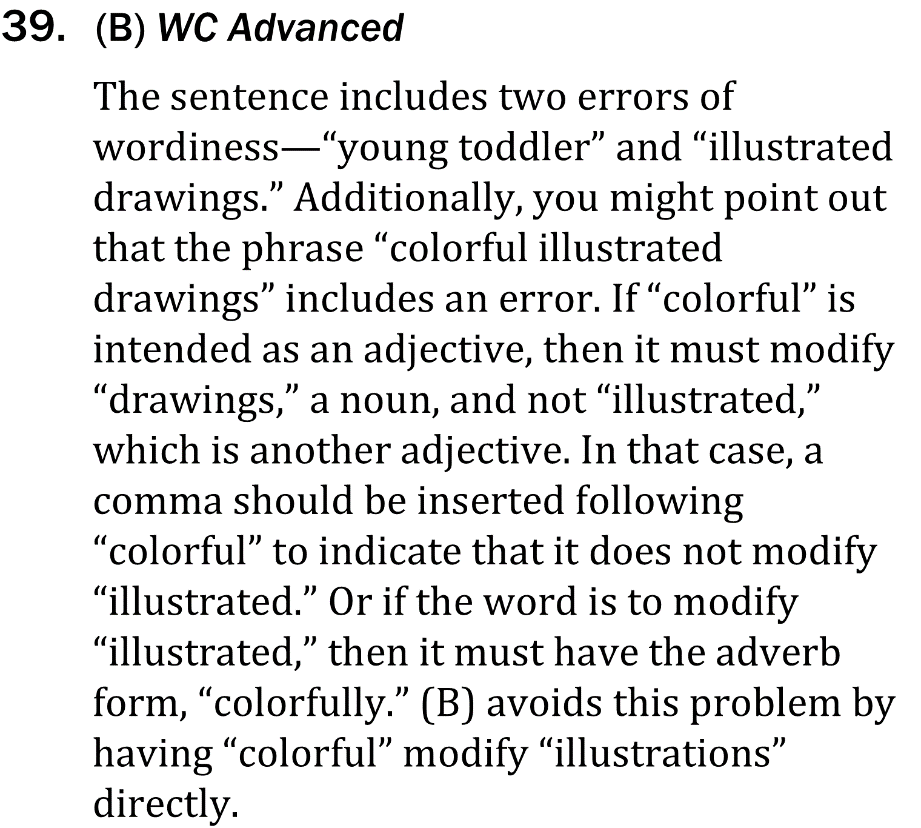 39. (B) WC Advanced
The sentence includes two errors of
wordiness—“young toddler” and “illustrated
drawings.” Additionally, you might point out
that the phrase “colorful illustrated
drawings” includes an error. If “colorful” is
intended as an adjective, then it must modify
“drawings,” a noun, and not “illustrated,”
which is another adjective. In that case, a
comma should be inserted following
“colorful” to indicate that it does not modify
“illustrated.” Or if the word is to modify
“illustrated,” then it must have the adverb
form, “colorfully.” (B) avoids this problem by
having “colorful” modify “illustrations”
directly.